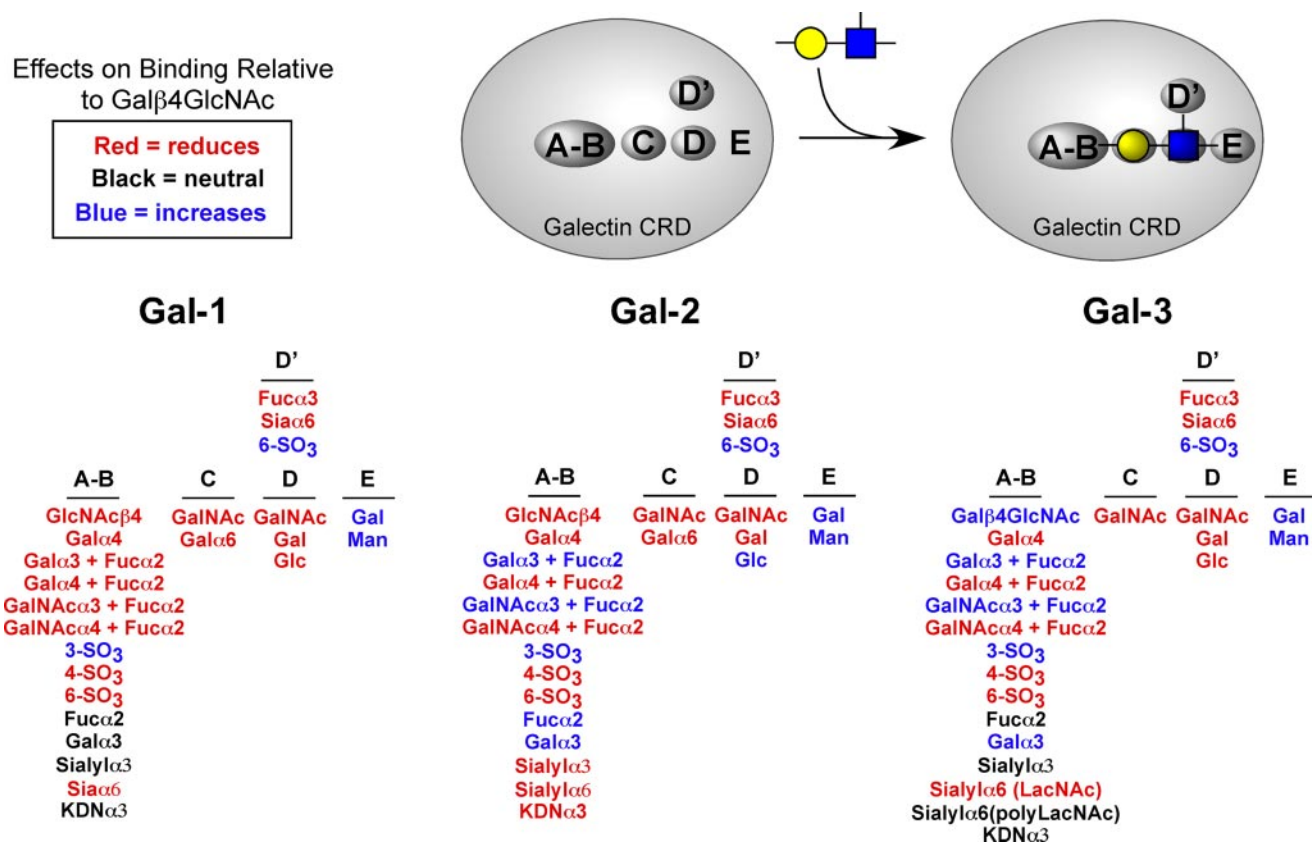 Effects on Binding Relative
to Galβ4GlcNAc
Red = reduces
Black = neutral
Blue = increases
D'
A-B C D E
Galectin CRD
D'
A-B E
Galectin CRD
Gal-1
D'
Fucα3
Siaα6
6-SO3
A-B C D E
GlcNAcβ4 GalNAc GalNAc Gal
Galα4 Galα6 Gal Man
Galα3 + Fucα2 Glc
Galα4 + Fucα2
GalNAcα3 + Fucα2
GalNAcα4 + Fucα2
3-SO3
4-SO3
6-SO3
Fucα2
Galα3
Sialylα3
Siaα6
KDNα3
Gal-2
D'
Fucα3
Siaα6
6-SO3
A-B C D E
GlcNAcβ4 GalNAc GalNAc Gal
Galα4 Galα6 Gal Man
Galα3 + Fucα2 Glc
Galα4 + Fucα2
GalNAcα3 + Fucα2
GalNAcα4 + Fucα2
3-SO3
4-SO3
6-SO3
Fucα2
Galα3
Sialylα3
Sialylα6
KDNα3
Gal-3
D'
Fucα3
Siaα6
6-SO3
A-B C D E
Galβ4GlcNAc GalNAc GalNAc Gal
Galα4 Gal Man
Galα3 + Fucα2 Glc
Galα4 + Fucα2
GalNAcα3 + Fucα2
GalNAcα4 + Fucα2
3-SO3
4-SO3
6-SO3
Fucα2
Galα3
Sialylα3
Sialylα6 (LacNAc)
Sialylα6(polyLacNAc)
KDNα3